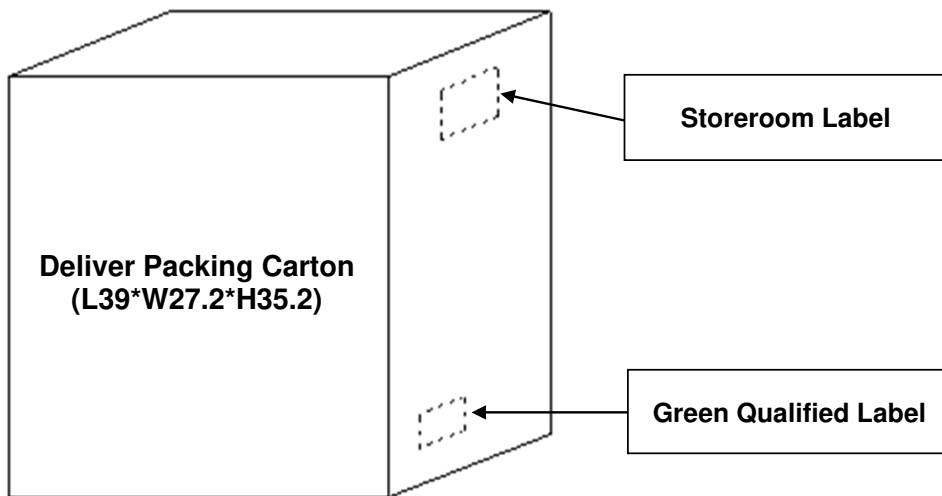 Storeroom Label
Deliver Packing Carton
(L39*W27.2*H35.2)
Green Qualified Label